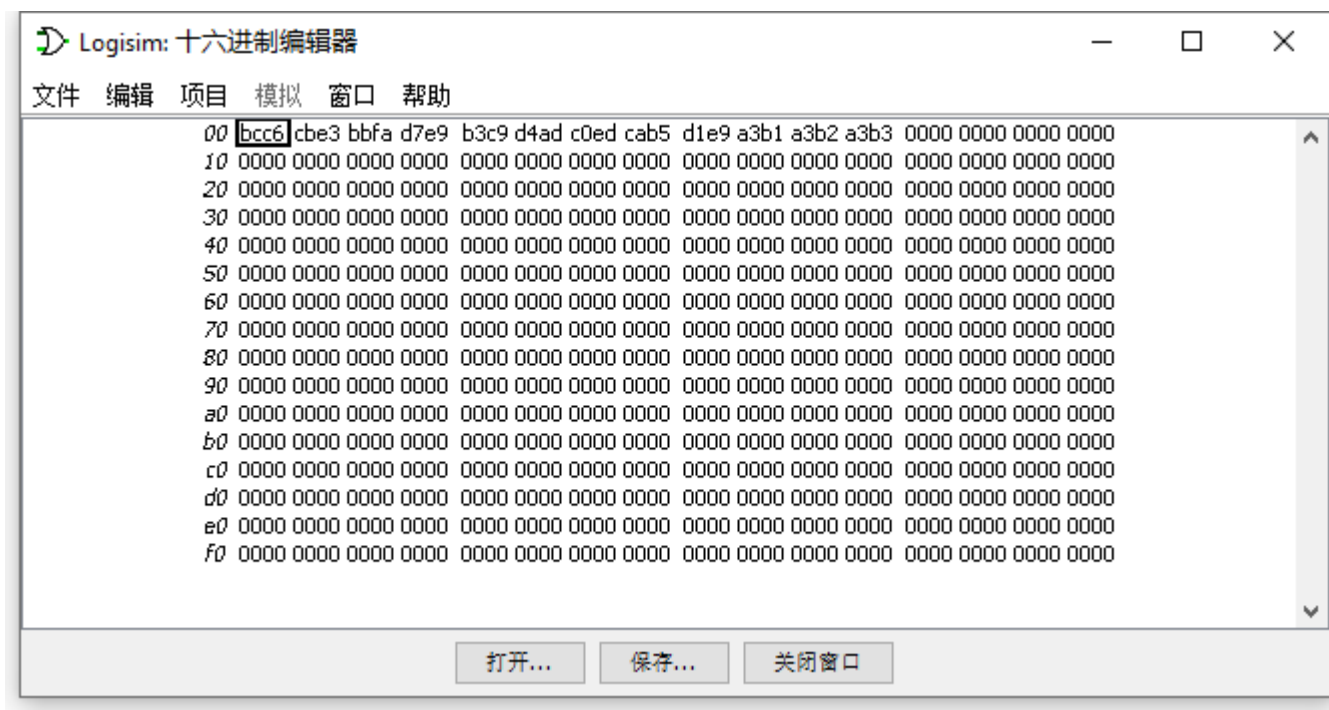 Logisim: 十六进制编辑器
文件 编辑 项目 模拟 窗口 帮助
00 bcc6 cbe3 bbfa d7e9 b3c9 d4ad c0ed cab5 d1e9 a3b1 a3b2 a3b3 0000 0000 0000 0000
10 0000 0000 0000 0000 0000 0000 0000 0000 0000 0000 0000 0000 0000 0000 0000 0000
20 0000 0000 0000 0000 0000 0000 0000 0000 0000 0000 0000 0000 0000 0000 0000 0000
30 0000 0000 0000 0000 0000 0000 0000 0000 0000 0000 0000 0000 0000 0000 0000 0000
40 0000 0000 0000 0000 0000 0000 0000 0000 0000 0000 0000 0000 0000 0000 0000 0000
50 0000 0000 0000 0000 0000 0000 0000 0000 0000 0000 0000 0000 0000 0000 0000 0000
60 0000 0000 0000 0000 0000 0000 0000 0000 0000 0000 0000 0000 0000 0000 0000 0000
70 0000 0000 0000 0000 0000 0000 0000 0000 0000 0000 0000 0000 0000 0000 0000 0000
80 0000 0000 0000 0000 0000 0000 0000 0000 0000 0000 0000 0000 0000 0000 0000 0000
90 0000 0000 0000 0000 0000 0000 0000 0000 0000 0000 0000 0000 0000 0000 0000 0000
a0 0000 0000 0000 0000 0000 0000 0000 0000 0000 0000 0000 0000 0000 0000 0000 0000
b0 0000 0000 0000 0000 0000 0000 0000 0000 0000 0000 0000 0000 0000 0000 0000 0000
c0 0000 0000 0000 0000 0000 0000 0000 0000 0000 0000 0000 0000 0000 0000 0000 0000
d0 0000 0000 0000 0000 0000 0000 0000 0000 0000 0000 0000 0000 0000 0000 0000 0000
e0 0000 0000 0000 0000 0000 0000 0000 0000 0000 0000 0000 0000 0000 0000 0000 0000
f0 0000 0000 0000 0000 0000 0000 0000 0000 0000 0000 0000 0000 0000 0000 0000 0000
打开... 保存... 关闭窗口